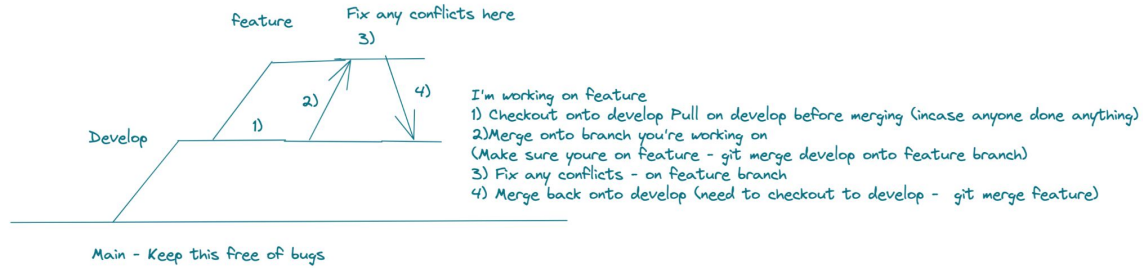 feature
Fix any conflicts here
3)
4)
2)
1)
Develop
I'm working on feature
1) Checkout onto develop Pull on develop before merging (incase anyone done anything)
2)Merge onto branch you're working on
(Make sure youre on feature - git merge develop onto feature branch)
3) Fix any conflicts - on feature branch
4) Merge back onto develop (need to checkout to develop - git merge feature)
Main - Keep this free of bugs